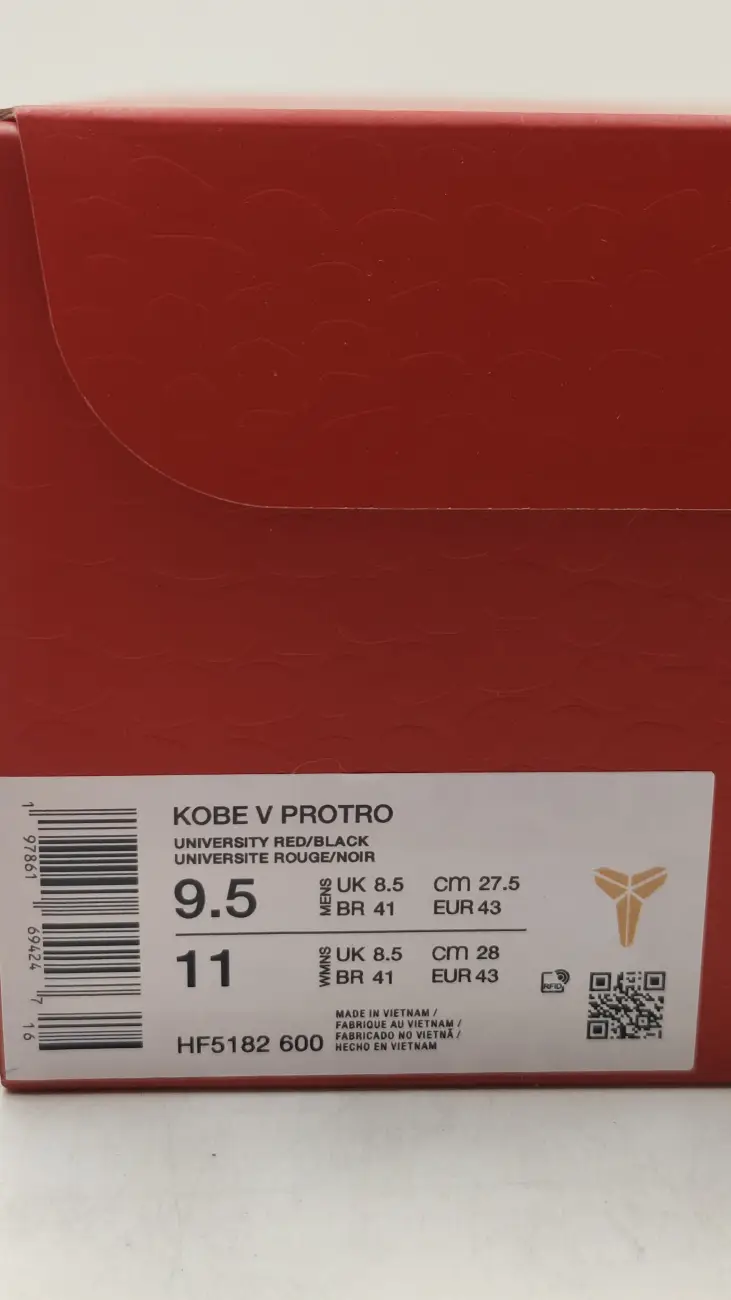 KOBE V PROTRO
UNIVERSITY RED/BLACK
UNIVERSITE ROUGE/NOIR
9.5 MENS UK 8.5 cm 27.5
BR 41 EUR 43
11 WMNS UK 8.5 cm 28
BR 41 EUR 43
HF5182 600
MADE IN VIETNAM /
FABRIQUE AU VIETNAM /
FABRICADO NO VIETNÃ /
HECHO EN VIETNAM
RFID
1 97861 69424 7 16